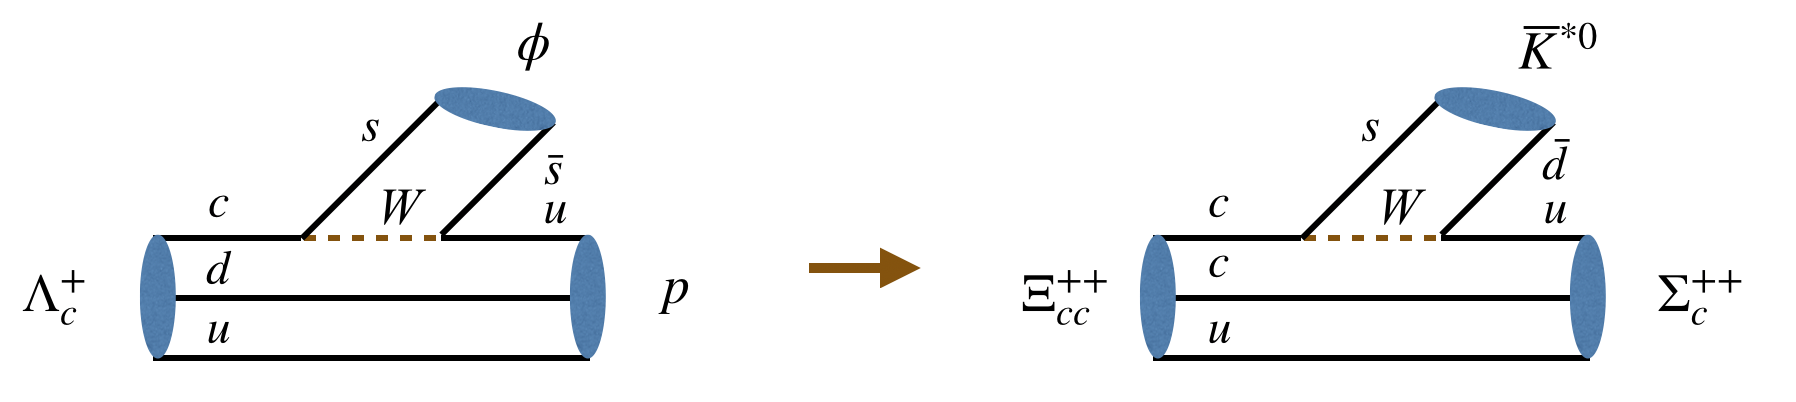 ϕ
s
s̄
W
u
c
d
u
Λ_c^+
p
K̄^{*0}
s
d̄
W
u
c
c
u
Ξ_{cc}^{++}
Σ_c^{++}